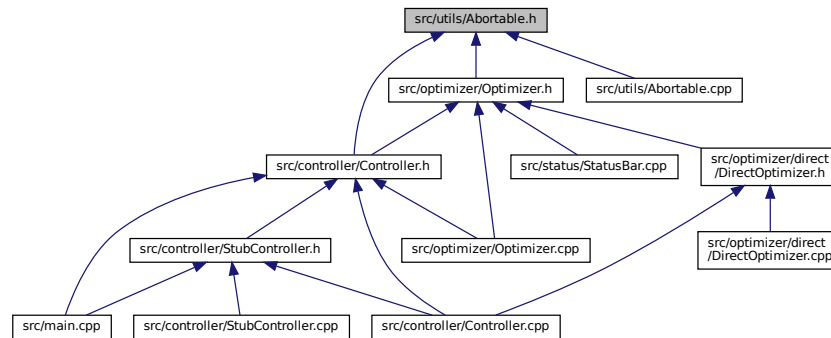 src/utils/Abortable.h
src/optimizer/Optimizer.h
src/utils/Abortable.cpp
src/controller/Controller.h
src/status/StatusBar.cpp
src/optimizer/direct
/DirectOptimizer.h
src/controller/StubController.h
src/optimizer/Optimizer.cpp
src/optimizer/direct
/DirectOptimizer.cpp
src/main.cpp
src/controller/StubController.cpp
src/controller/Controller.cpp